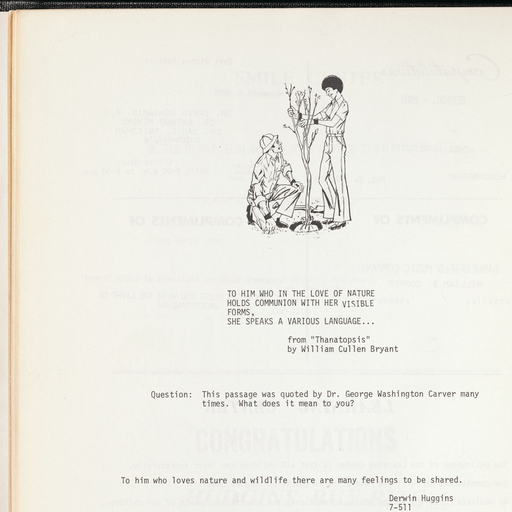 TO HIM WHO IN THE LOVE OF NATURE
HOLDS COMMUNION WITH HER VISIBLE
FORMS,
SHE SPEAKS A VARIOUS LANGUAGE...
from "Thanatopsis"
by William Cullen Bryant
Question: This passage was quoted by Dr. George Washington Carver many
times. What does it mean to you?
To him who loves nature and wildlife there are many feelings to be shared.
Derwin Huggins
7-511